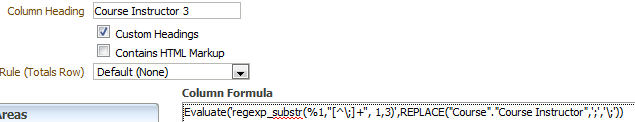 Column Heading Course Instructor 3
Custom Headings
Contains HTML Markup
Rule (Totals Row) Default (None)
Column Formula
Areas
Evaluate('regexp_substr(%1,"[^\;]+", 1,3)',REPLACE("Course"."Course Instructor",';','\;'))